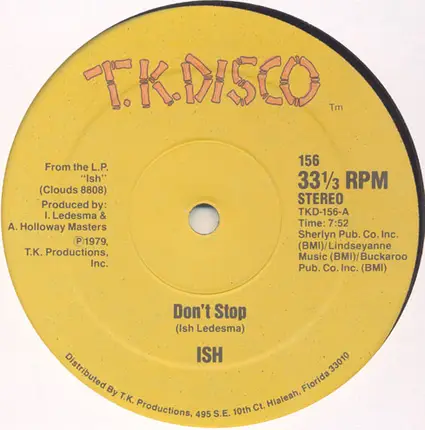 T.K.DISCO
Tm
From the L.P.
"Ish"
(Clouds 8808)
Produced by:
I. Ledesma &
A. Holloway Masters
℗1979,
T.K. Productions,
Inc.
156
33 1/3 RPM
STEREO
TKD-156-A
Time: 7:52
Sherlyn Pub. Co. Inc.
(BMI)/Lindseyanne
Music (BMI)/Buckaroo
Pub. Co. Inc. (BMI)
Don't Stop
(Ish Ledesma)
ISH
Distributed By T.K. Productions, 495 S.E. 10th Ct. Hialeah, Florida 33010